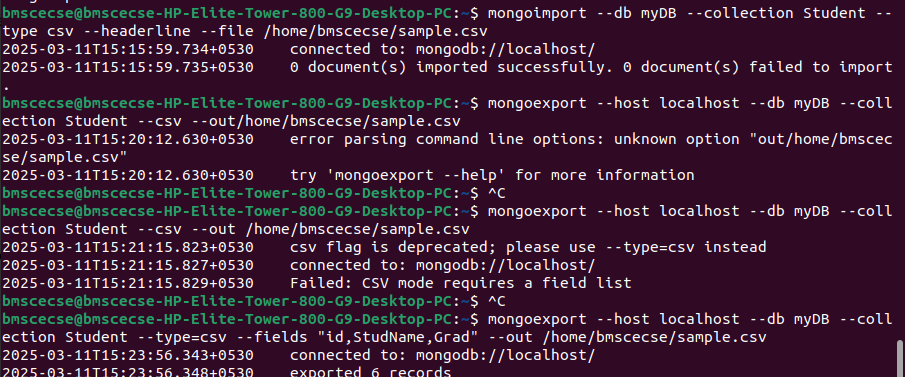 bmscecse@bmscecse-HP-Elite-Tower-800-G9-Desktop-PC:~$ mongoimport --db myDB --collection Student --
type csv --headerline --file /home/bmscecse/sample.csv
2025-03-11T15:15:59.734+0530    connected to: mongodb://localhost/
2025-03-11T15:15:59.735+0530    0 document(s) imported successfully. 0 document(s) failed to import
.
bmscecse@bmscecse-HP-Elite-Tower-800-G9-Desktop-PC:~$ mongoexport --host localhost --db myDB --coll
ection Student --csv --out/home/bmscecse/sample.csv
2025-03-11T15:20:12.630+0530    error parsing command line options: unknown option "out/home/bmscec
se/sample.csv"
2025-03-11T15:20:12.630+0530    try 'mongoexport --help' for more information
bmscecse@bmscecse-HP-Elite-Tower-800-G9-Desktop-PC:~$ ^C
bmscecse@bmscecse-HP-Elite-Tower-800-G9-Desktop-PC:~$ mongoexport --host localhost --db myDB --coll
ection Student --csv --out /home/bmscecse/sample.csv
2025-03-11T15:21:15.823+0530    csv flag is deprecated; please use --type=csv instead
2025-03-11T15:21:15.827+0530    connected to: mongodb://localhost/
2025-03-11T15:21:15.829+0530    Failed: CSV mode requires a field list
bmscecse@bmscecse-HP-Elite-Tower-800-G9-Desktop-PC:~$ ^C
bmscecse@bmscecse-HP-Elite-Tower-800-G9-Desktop-PC:~$ mongoexport --host localhost --db myDB --coll
ection Student --type=csv --fields "id,StudName,Grad" --out /home/bmscecse/sample.csv
2025-03-11T15:23:56.343+0530    connected to: mongodb://localhost/
2025-03-11T15:23:56.348+0530    exported 6 records